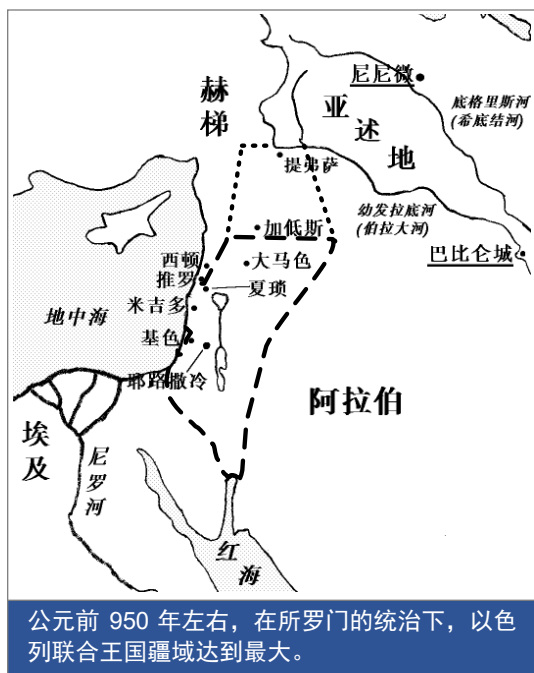 赫梯
尼尼微
亚述地
底格里斯河
(希底结河)
提弗萨
幼发拉底河
(伯拉大河)
加低斯
巴比仑城
西顿
大马色
推罗
夏琐
米吉多
地中海
基色
耶路撒冷
阿拉伯
埃及
尼罗河
红海
公元前 950 年左右，在所罗门的统治下，以色
列联合王国疆域达到最大。